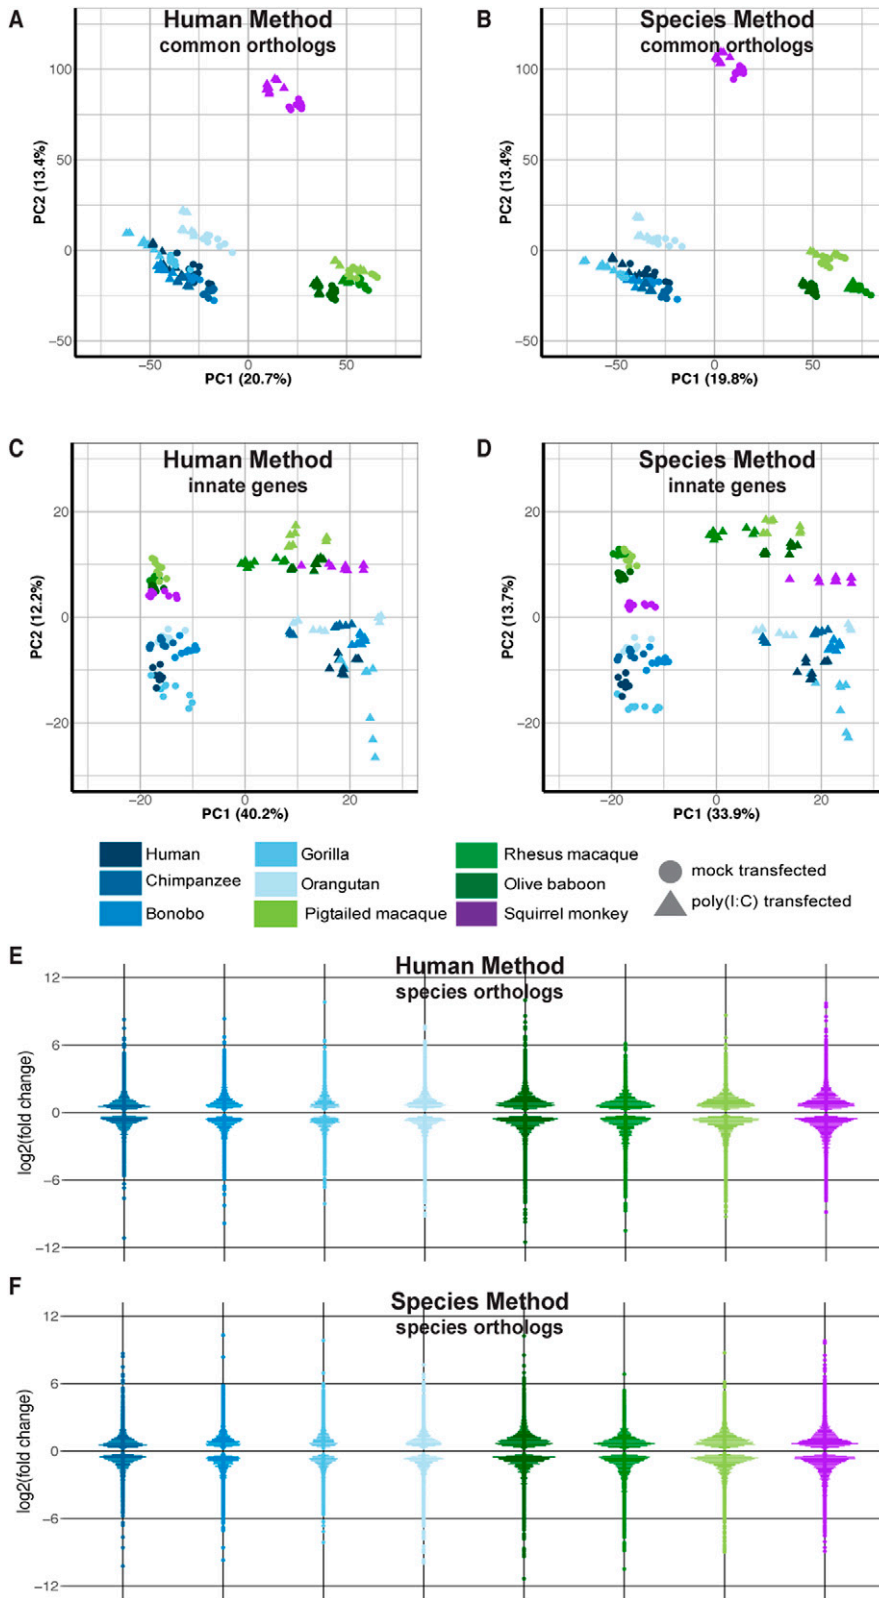 A
Human Method
common orthologs
100
50
0
−50
PC2 (13.4%)
−50
0
50
PC1 (20.7%)
B
Species Method
common orthologs
100
50
0
−50
PC2 (13.4%)
−50
0
50
PC1 (19.8%)
C
Human Method
innate genes
20
0
−20
PC2 (12.2%)
−20
0
20
PC1 (40.2%)
D
Species Method
innate genes
20
0
−20
PC2 (13.7%)
−20
0
20
PC1 (33.9%)
Human
Chimpanzee
Bonobo
Gorilla
Orangutan
Pigtailed macaque
Rhesus macaque
Olive baboon
Squirrel monkey
mock transfected
poly(I:C) transfected
E
Human Method
species orthologs
12
6
0
−6
−12
log2(fold change)
F
Species Method
species orthologs
12
6
0
−6
−12
log2(fold change)